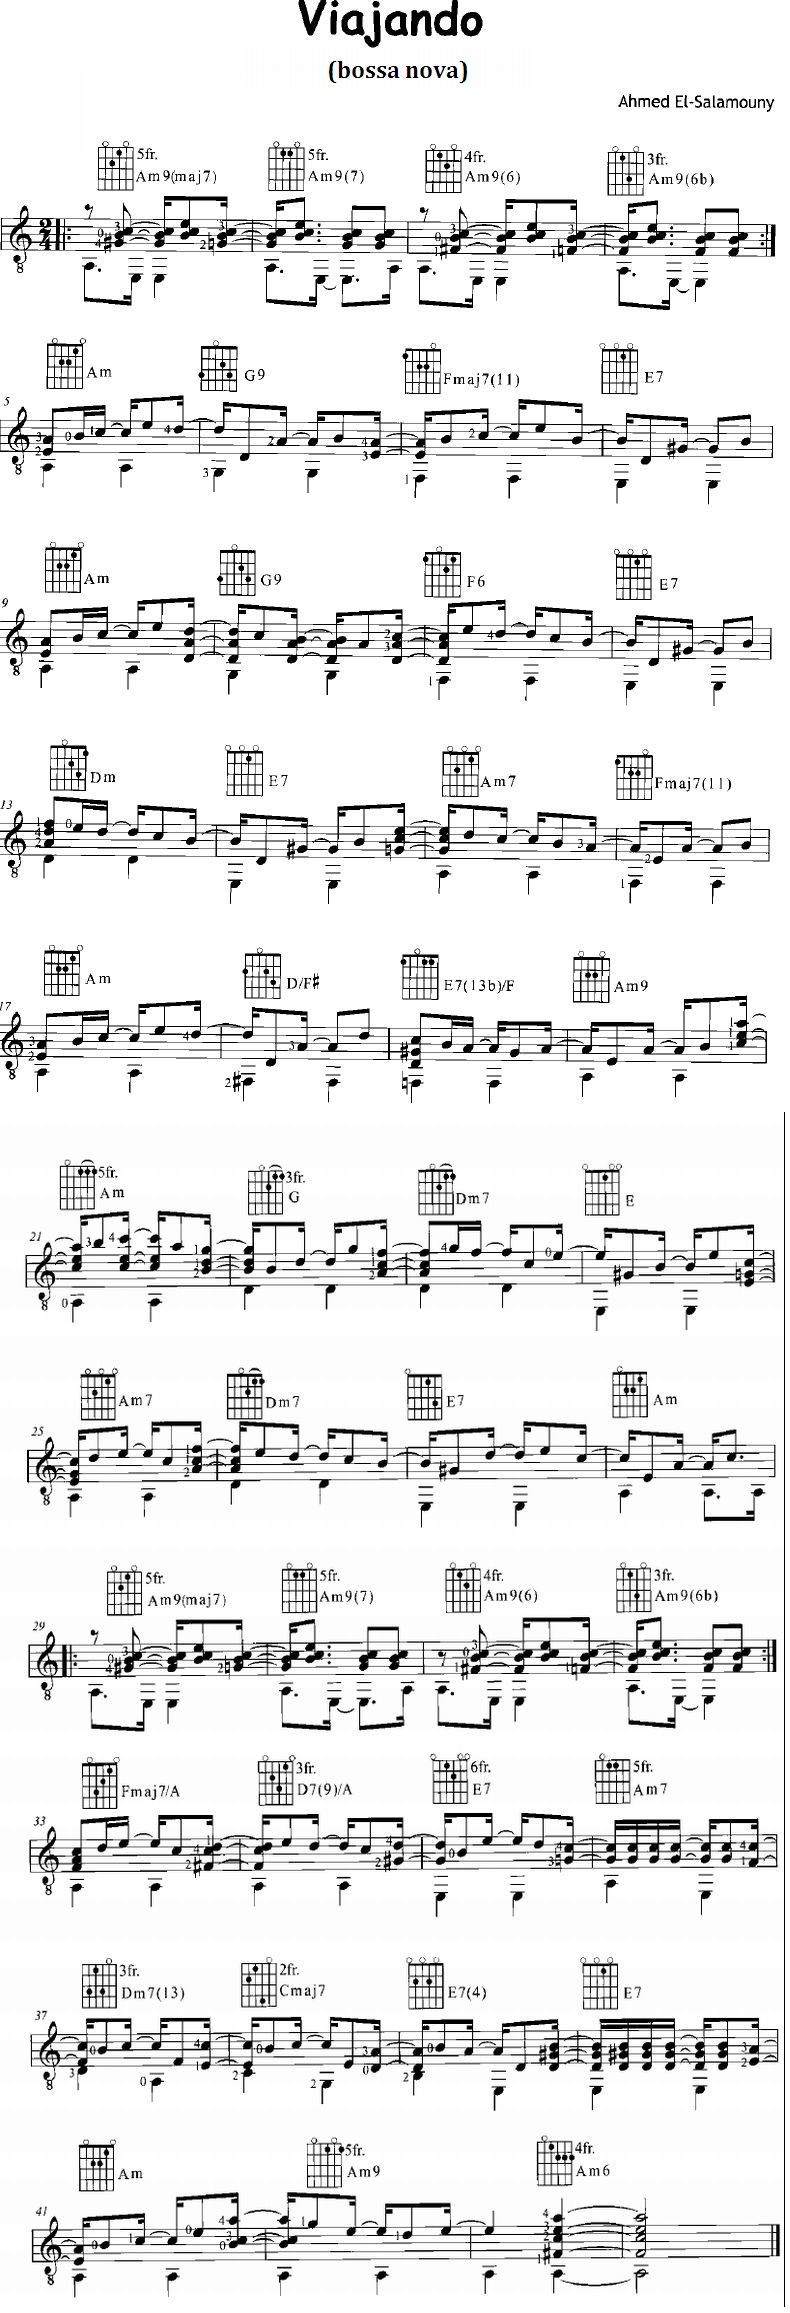 Viajando
(bossa nova)
Ahmed El-Salamouny
5fr. 5fr. 4fr. 3fr.
Am9(maj7) Am9(7) Am9(6) Am9(6b)
5
Am G9 Fmaj7(11) E7
9
Am G9 F6 E7
13
Dm E7 Am7 Fmaj7(11)
17
Am D/F# E7(13b)/F Am9
5fr. 3fr.
Am G Dm7 E
21
Am7 Dm7 E7 Am
25
5fr. 5fr. 4fr. 3fr.
Am9(maj7) Am9(7) Am9(6) Am9(6b)
29
3fr. 6fr. 5fr.
Fmaj7/A D7(9)/A E7 Am7
33
3fr. 2fr.
Dm7(13) Cmaj7 E7(4) E7
37
5fr. 4fr.
Am Am9 Am6
41